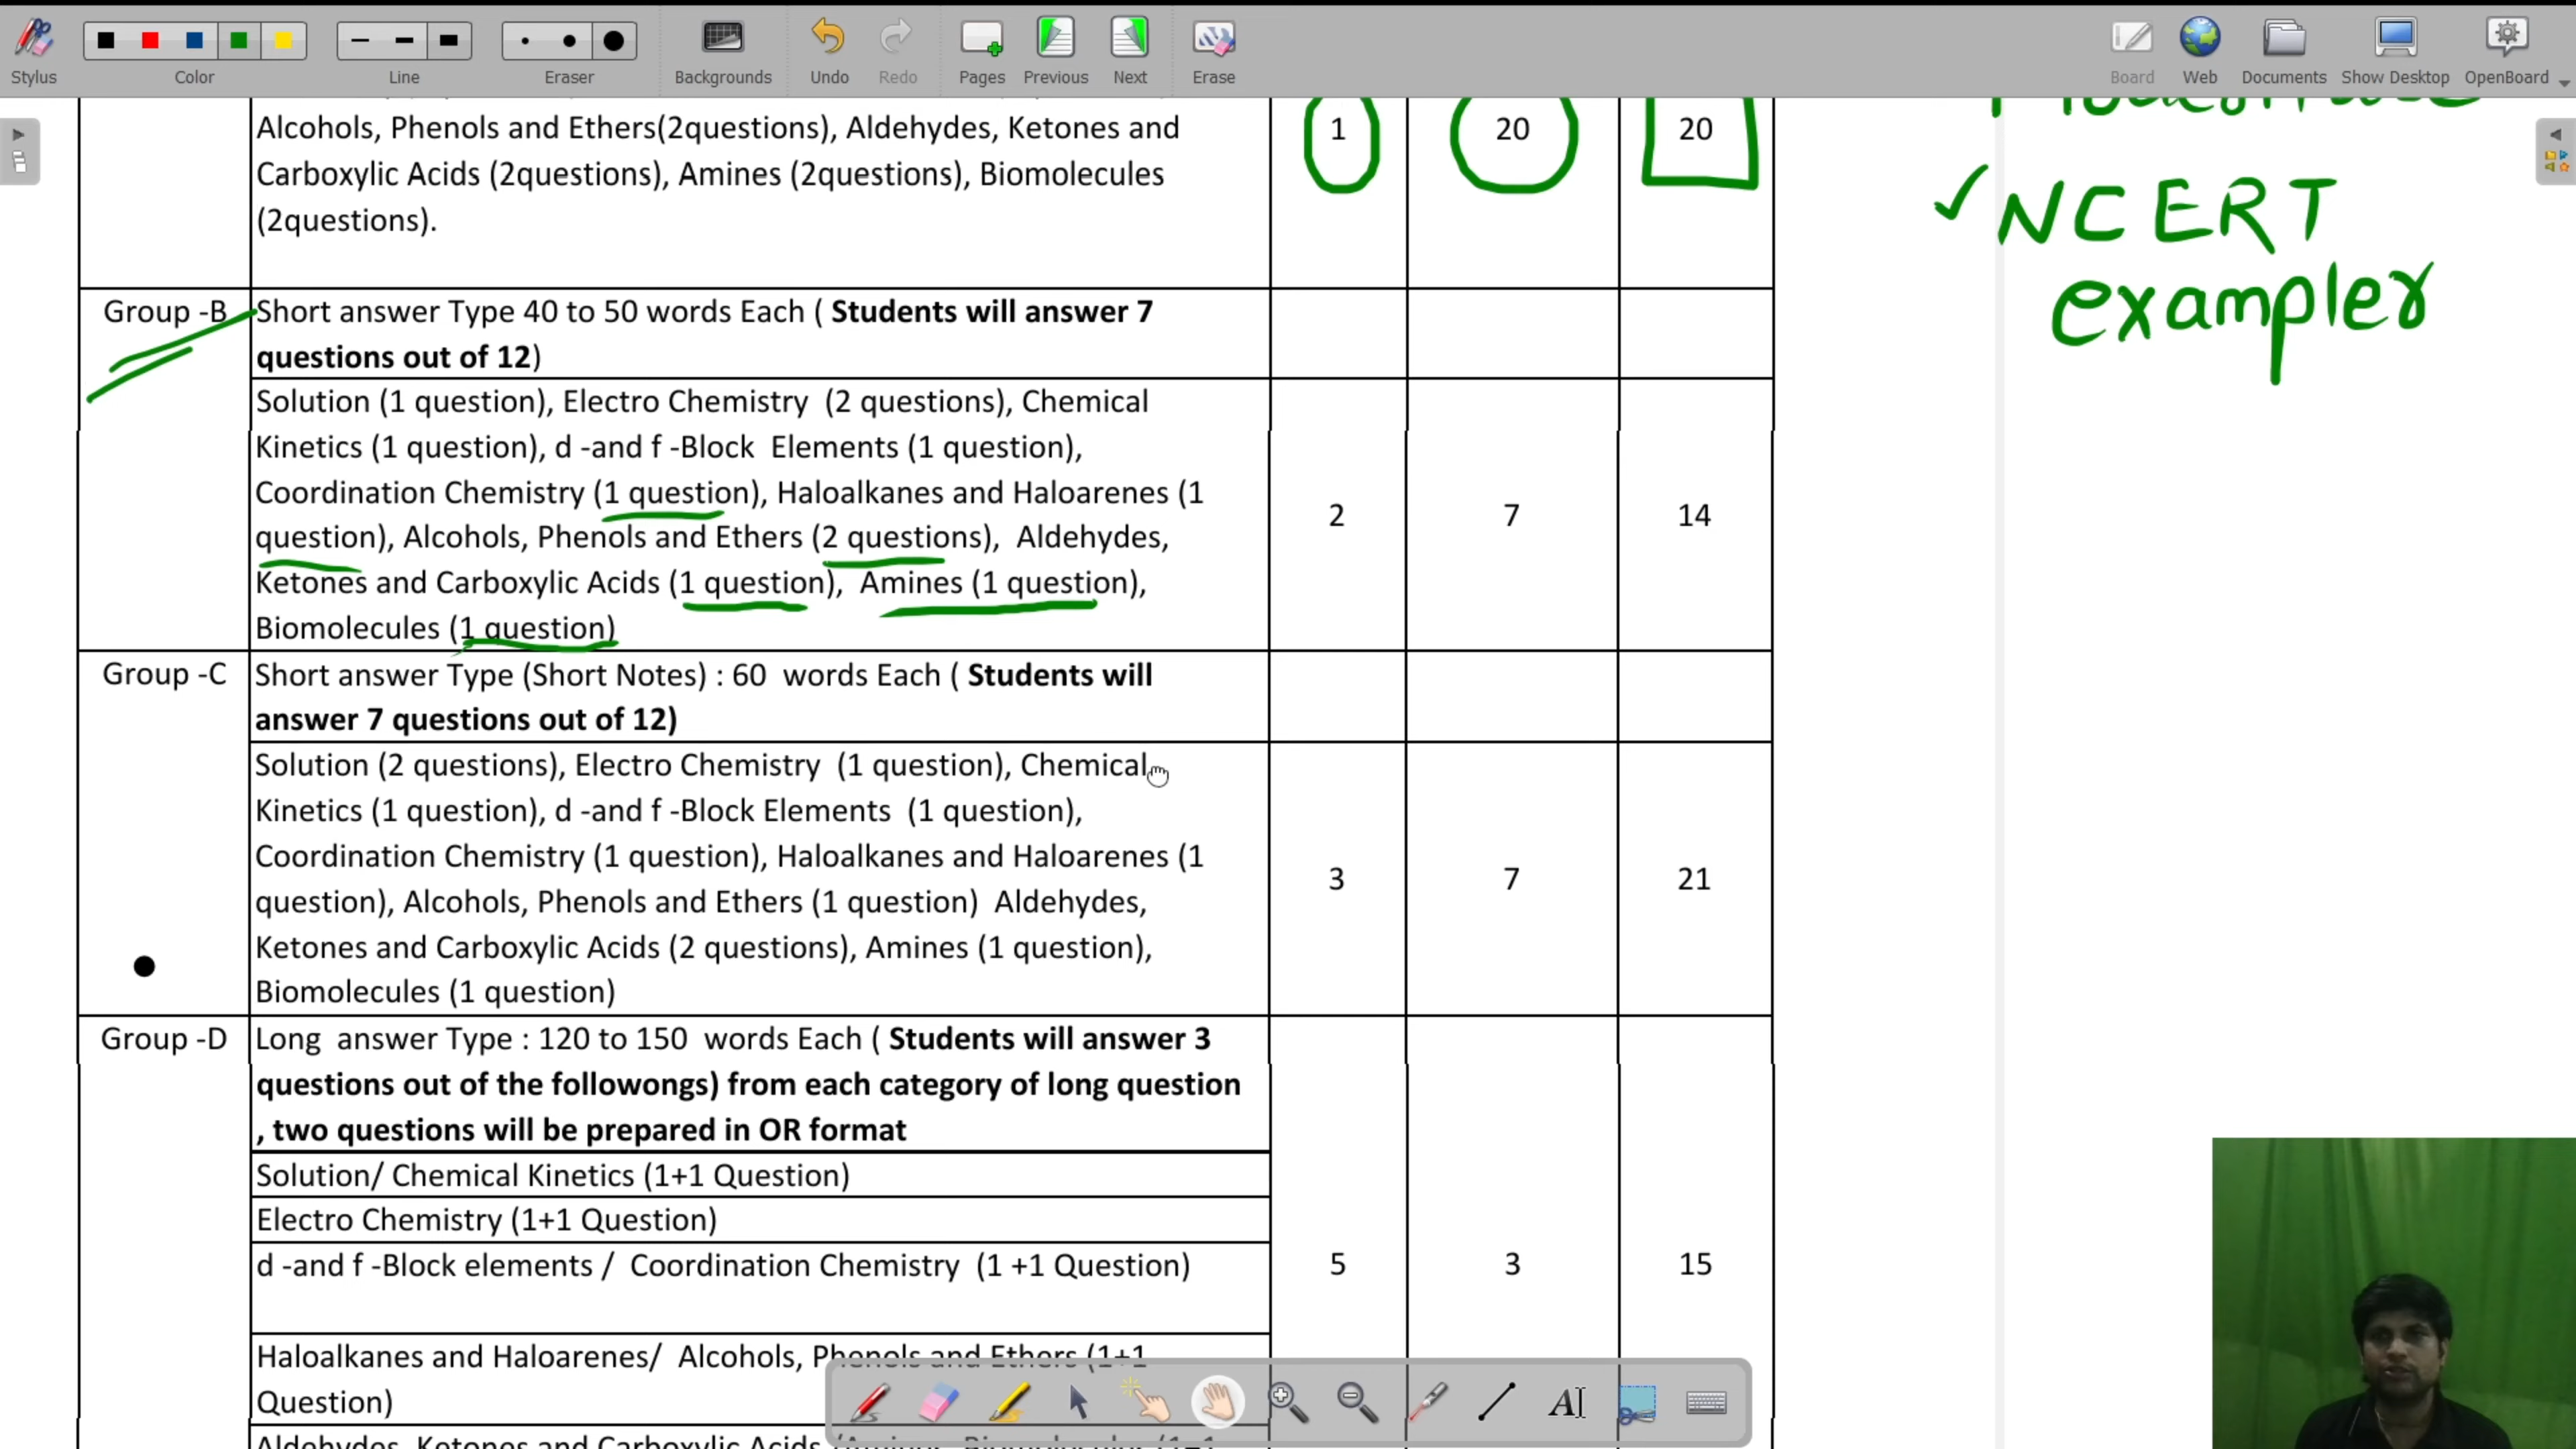 Stylus
Color
Line
Eraser
Backgrounds
Undo
Redo
Pages
Previous
Next
Erase
Board
Web
Documents
Show Desktop
OpenBoard
Alcohols, Phenols and Ethers(2questions), Aldehydes, Ketones and
Carboxylic Acids (2questions), Amines (2questions), Biomolecules
(2questions).
1
20
20
✓ NCERT
exampler
Group -B
Short answer Type 40 to 50 words Each ( Students will answer 7
questions out of 12)
Solution (1 question), Electro Chemistry (2 questions), Chemical
Kinetics (1 question), d -and f -Block Elements (1 question),
Coordination Chemistry (1 question), Haloalkanes and Haloarenes (1
question), Alcohols, Phenols and Ethers (2 questions), Aldehydes,
Ketones and Carboxylic Acids (1 question), Amines (1 question),
Biomolecules (1 question)
2
7
14
Group -C
Short answer Type (Short Notes) : 60 words Each ( Students will
answer 7 questions out of 12)
Solution (2 questions), Electro Chemistry (1 question), Chemical
Kinetics (1 question), d -and f -Block Elements (1 question),
Coordination Chemistry (1 question), Haloalkanes and Haloarenes (1
question), Alcohols, Phenols and Ethers (1 question) Aldehydes,
Ketones and Carboxylic Acids (2 questions), Amines (1 question),
Biomolecules (1 question)
3
7
21
Group -D
Long answer Type : 120 to 150 words Each ( Students will answer 3
questions out of the followongs) from each category of long question
, two questions will be prepared in OR format
Solution/ Chemical Kinetics (1+1 Question)
Electro Chemistry (1+1 Question)
d -and f -Block elements / Coordination Chemistry (1 +1 Question)
5
3
15
Haloalkanes and Haloarenes/ Alcohols, Phenols and Ethers (1+1
Question)
Aldehydes, Ketones and Carboxylic Acids